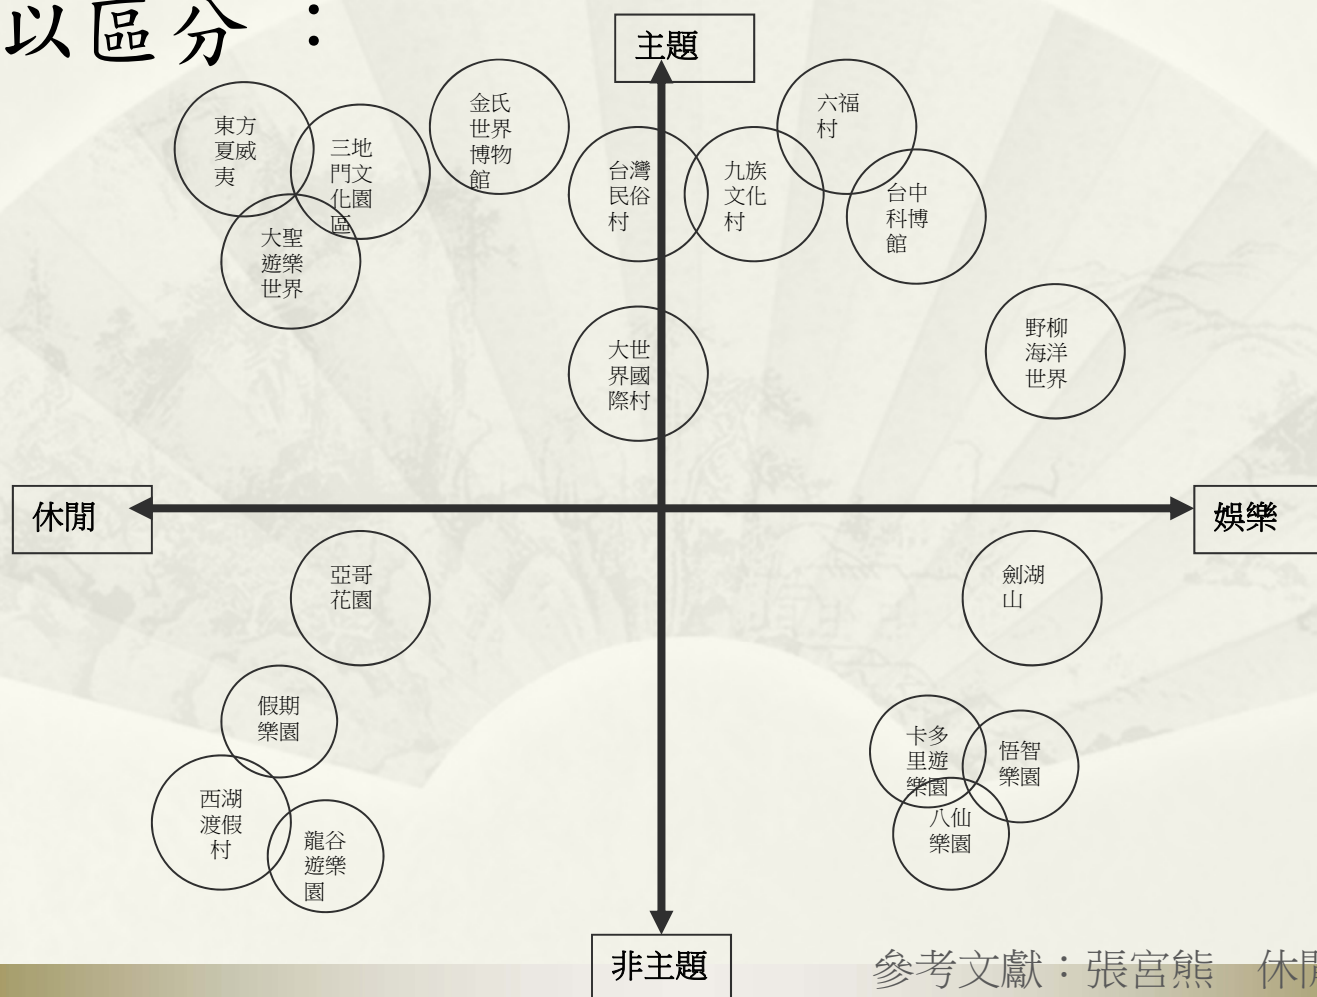 以區分：
主題
東方
夏威
夷
三地
門文
化園
區
大聖
遊樂
世界
金氏
世界
博物
館
台灣
民俗
村
九族
文化
村
六福
村
台中
科博
館
大世
界國
際村
野柳
海洋
世界
休閒
娛樂
亞哥
花園
劍湖
山
假期
樂園
西湖
渡假
村
龍谷
遊樂
園
卡多
里遊
樂園
悟智
樂園
八仙
樂園
非主題
參考文獻：張宮熊 休閒